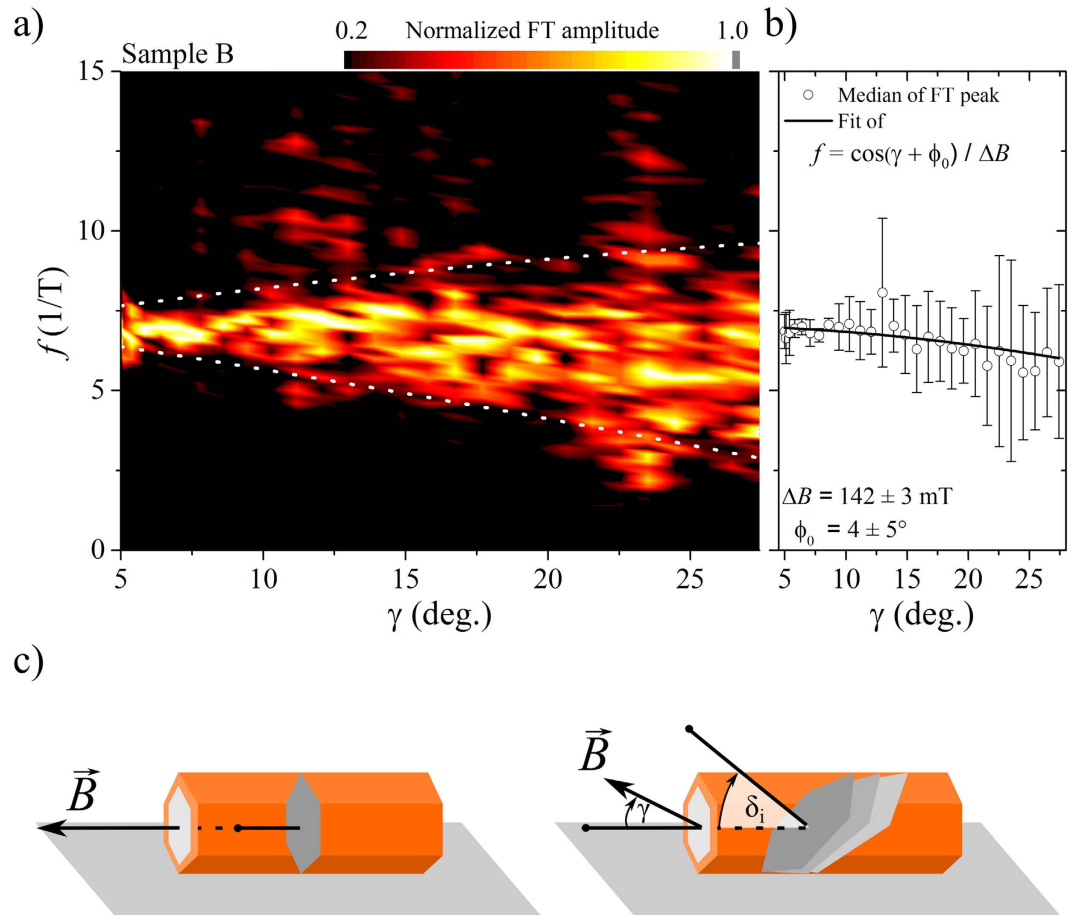 a)
0.2 Normalized FT amplitude 1.0
b)
Sample B
15
10
5
0
f (1/T)
5 10 15 20 25
γ (deg.)
Median of FT peak
Fit of
f = cos(γ + ϕ₀) / ΔB
ΔB = 142 ± 3 mT
ϕ₀ = 4 ± 5°
5 10 15 20 25
γ (deg.)
c)
B⃗
B⃗
γ
δᵢ